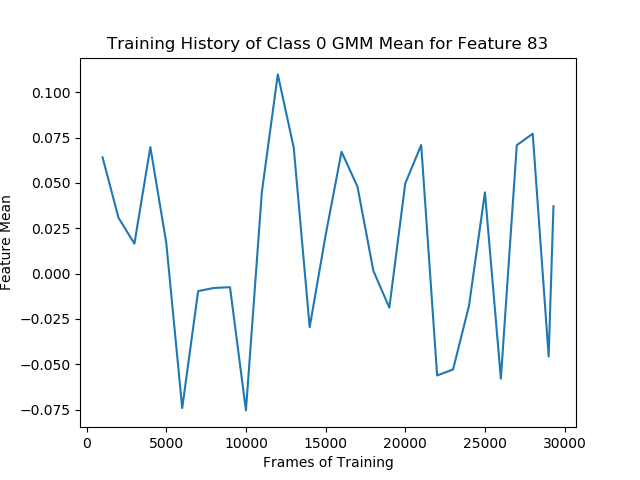 Training History of Class 0 GMM Mean for Feature 83
Feature Mean
0.100
0.075
0.050
0.025
0.000
−0.025
−0.050
−0.075
0 5000 10000 15000 20000 25000 30000
Frames of Training